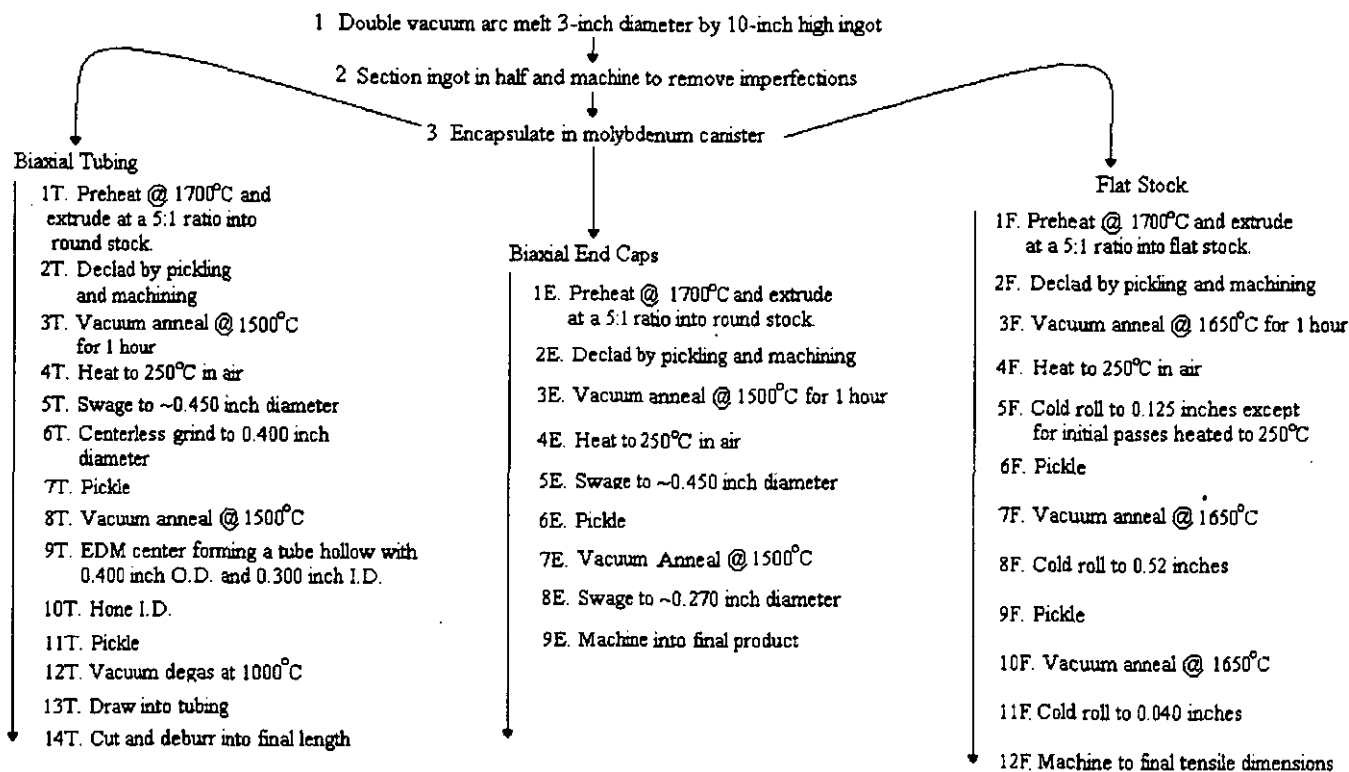 1 Double vacuum arc melt 3-inch diameter by 10-inch high ingot
2 Section ingot in half and machine to remove imperfections
3 Encapsulate in molybdenum canister
Biaxial Tubing
1T. Preheat @ 1700°C and
extrude at a 5:1 ratio into
round stock.
2T. Declad by pickling
and machining
3T. Vacuum anneal @ 1500°C
for 1 hour
4T. Heat to 250°C in air
5T. Swage to ~0.450 inch diameter
6T. Centerless grind to 0.400 inch
diameter
7T. Pickle
8T. Vacuum anneal @ 1500°C
9T. EDM center forming a tube hollow with
0.400 inch O.D. and 0.300 inch I.D.
10T. Hone I.D.
11T. Pickle
12T. Vacuum degas at 1000°C
13T. Draw into tubing
14T. Cut and deburr into final length
Biaxial End Caps
1E. Preheat @ 1700°C and extrude
at a 5:1 ratio into round stock.
2E. Declad by pickling and machining
3E. Vacuum anneal @ 1500°C for 1 hour
4E. Heat to 250°C in air
5E. Swage to ~0.450 inch diameter
6E. Pickle
7E. Vacuum Anneal @ 1500°C
8E. Swage to ~0.270 inch diameter
9E. Machine into final product
Flat Stock
1F. Preheat @ 1700°C and extrude
at a 5:1 ratio into flat stock.
2F. Declad by pickling and machining
3F. Vacuum anneal @ 1650°C for 1 hour
4F. Heat to 250°C in air
5F. Cold roll to 0.125 inches except
for initial passes heated to 250°C
6F. Pickle
7F. Vacuum anneal @ 1650°C
8F. Cold roll to 0.52 inches
9F. Pickle
10F. Vacuum anneal @ 1650°C
11F. Cold roll to 0.040 inches
12F. Machine to final tensile dimensions